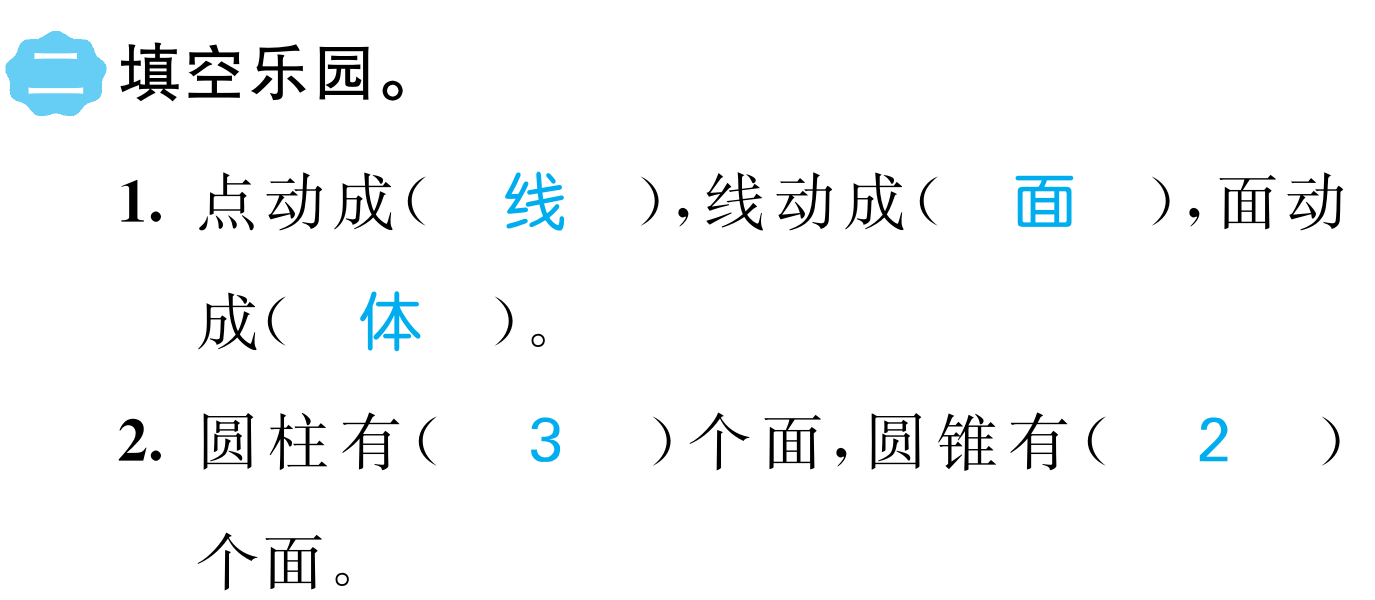 二 填空乐园。
1. 点动成( 线 ),线动成( 面 ),面动
成( 体 )。
2. 圆柱有( 3 )个面,圆锥有( 2 )
个面。